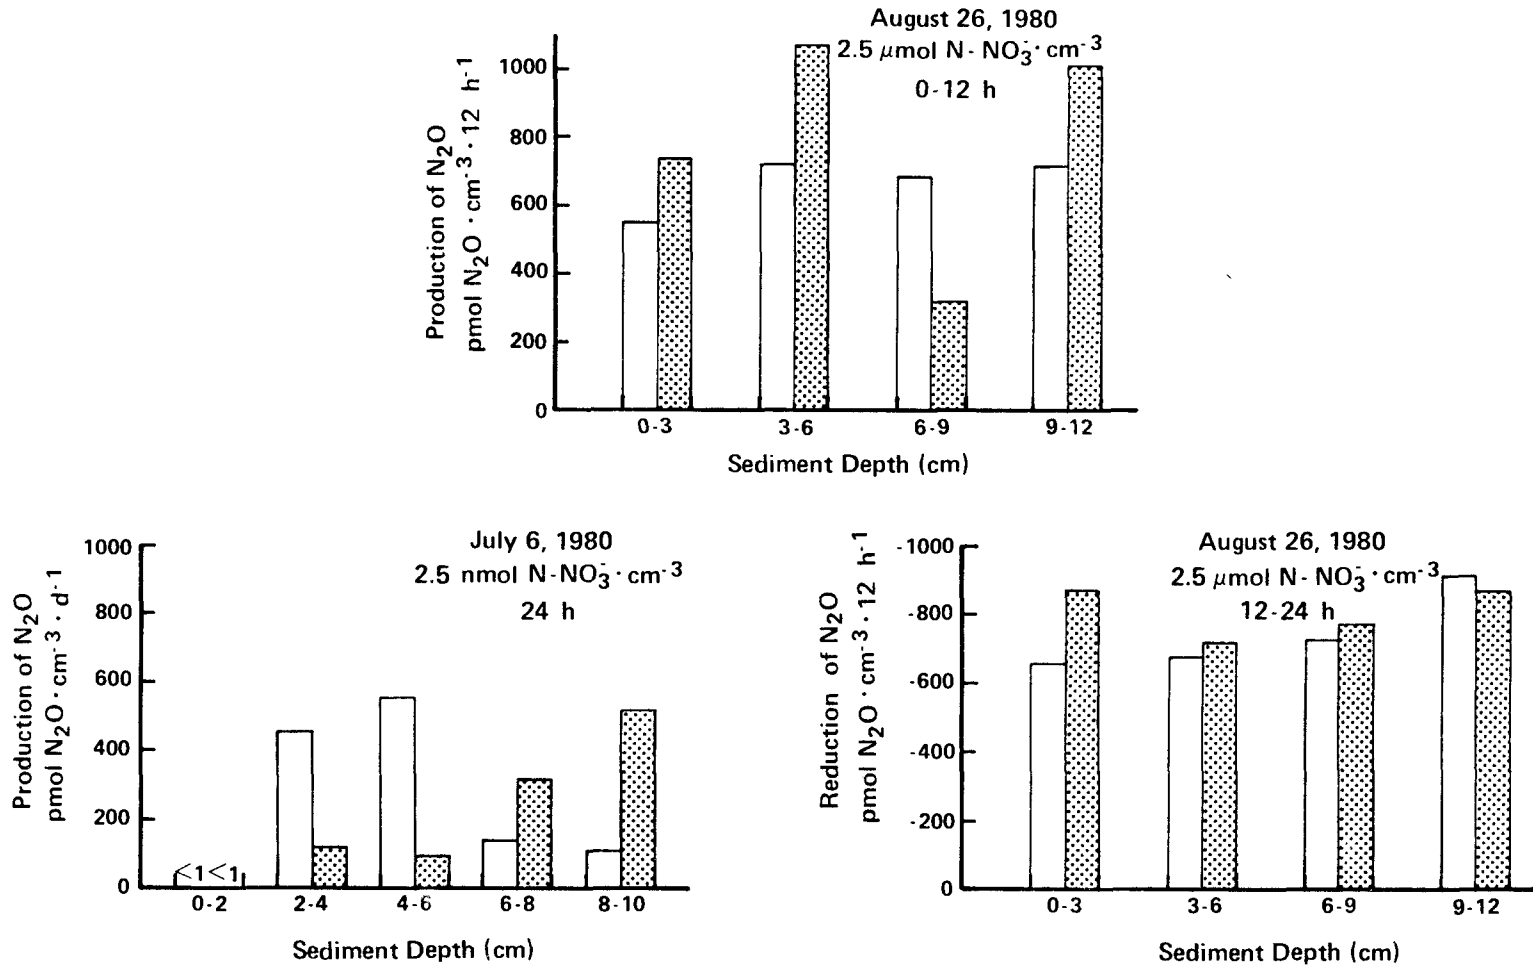 August 26, 1980
2.5 μmol N-NO₃⁻·cm⁻³
0-12 h
Production of N₂O
pmol N₂O·cm⁻³·12 h⁻¹
1000
800
600
400
200
0
0-3 3-6 6-9 9-12
Sediment Depth (cm)
July 6, 1980
2.5 nmol N-NO₃⁻·cm⁻³
24 h
Production of N₂O
pmol N₂O·cm⁻³·d⁻¹
1000
800
600
400
200
0
<1<1
0-2 2-4 4-6 6-8 8-10
Sediment Depth (cm)
August 26, 1980
2.5 μmol N-NO₃⁻·cm⁻³
12-24 h
Reduction of N₂O
pmol N₂O·cm⁻³·12 h⁻¹
-1000
-800
-600
-400
-200
0
0-3 3-6 6-9 9-12
Sediment Depth (cm)